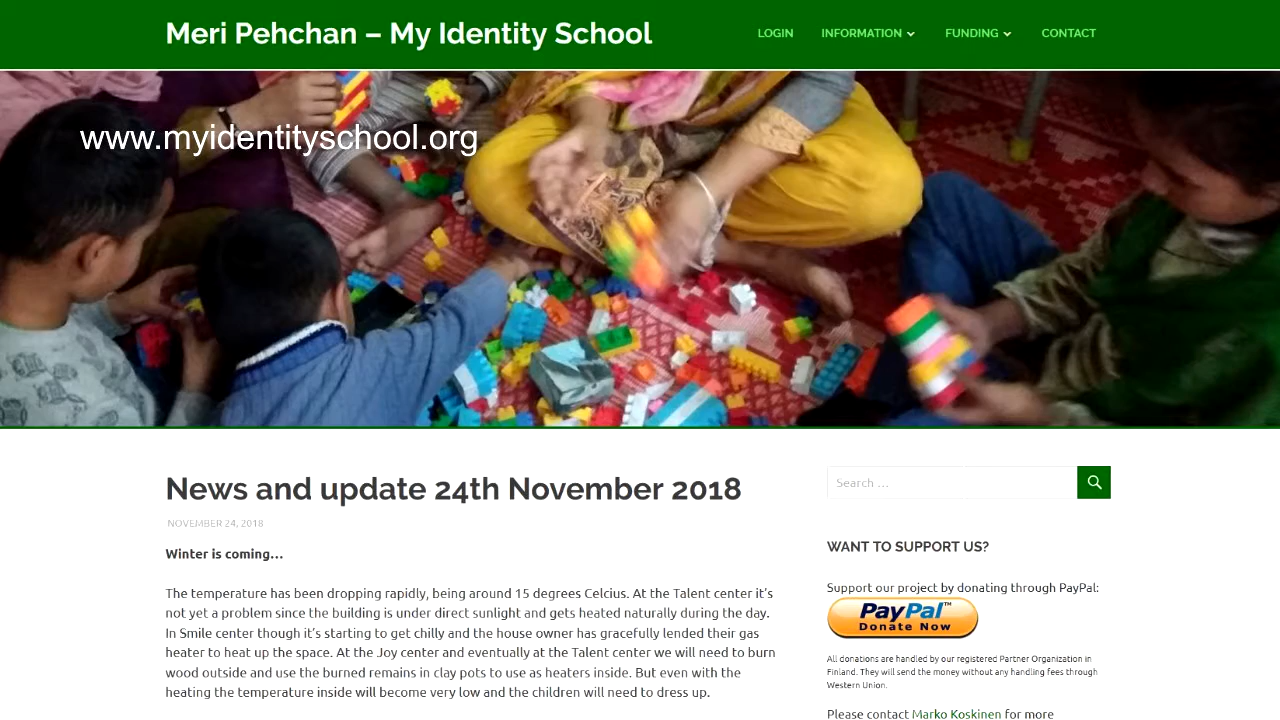 Meri Pehchan – My Identity School
LOGIN INFORMATION FUNDING CONTACT
www.myidentityschool.org
News and update 24th November 2018
NOVEMBER 24, 2018
Winter is coming…
The temperature has been dropping rapidly, being around 15 degrees Celcius. At the Talent center it's
not yet a problem since the building is under direct sunlight and gets heated naturally during the day.
In Smile center though it's starting to get chilly and the house owner has gracefully lended their gas
heater to heat up the space. At the Joy center and eventually at the Talent center we will need to burn
wood outside and use the burned remains in clay pots to use as heaters inside. But even with the
heating the temperature inside will become very low and the children will need to dress up.
Search …
WANT TO SUPPORT US?
Support our project by donating through PayPal:
PayPal™
Donate Now
All donations are handled by our registered Partner Organization in
Finland. They will send the money without any handling fees through
Western Union.
Please contact Marko Koskinen for more